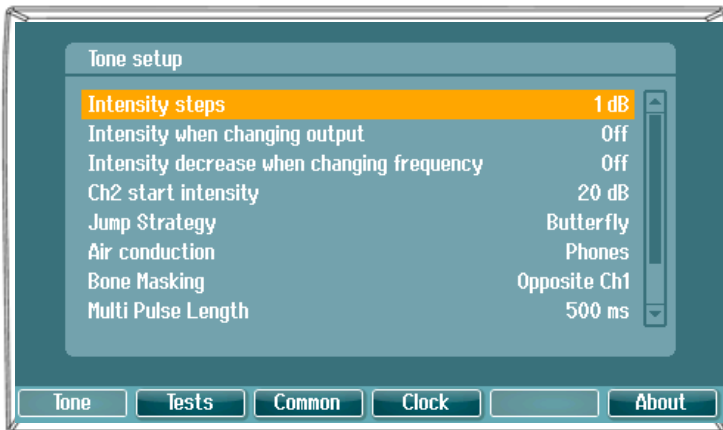 Tone setup
Intensity steps 1 dB
Intensity when changing output Off
Intensity decrease when changing frequency Off
Ch2 start intensity 20 dB
Jump Strategy Butterfly
Air conduction Phones
Bone Masking Opposite Ch1
Multi Pulse Length 500 ms
Tone Tests Common Clock About